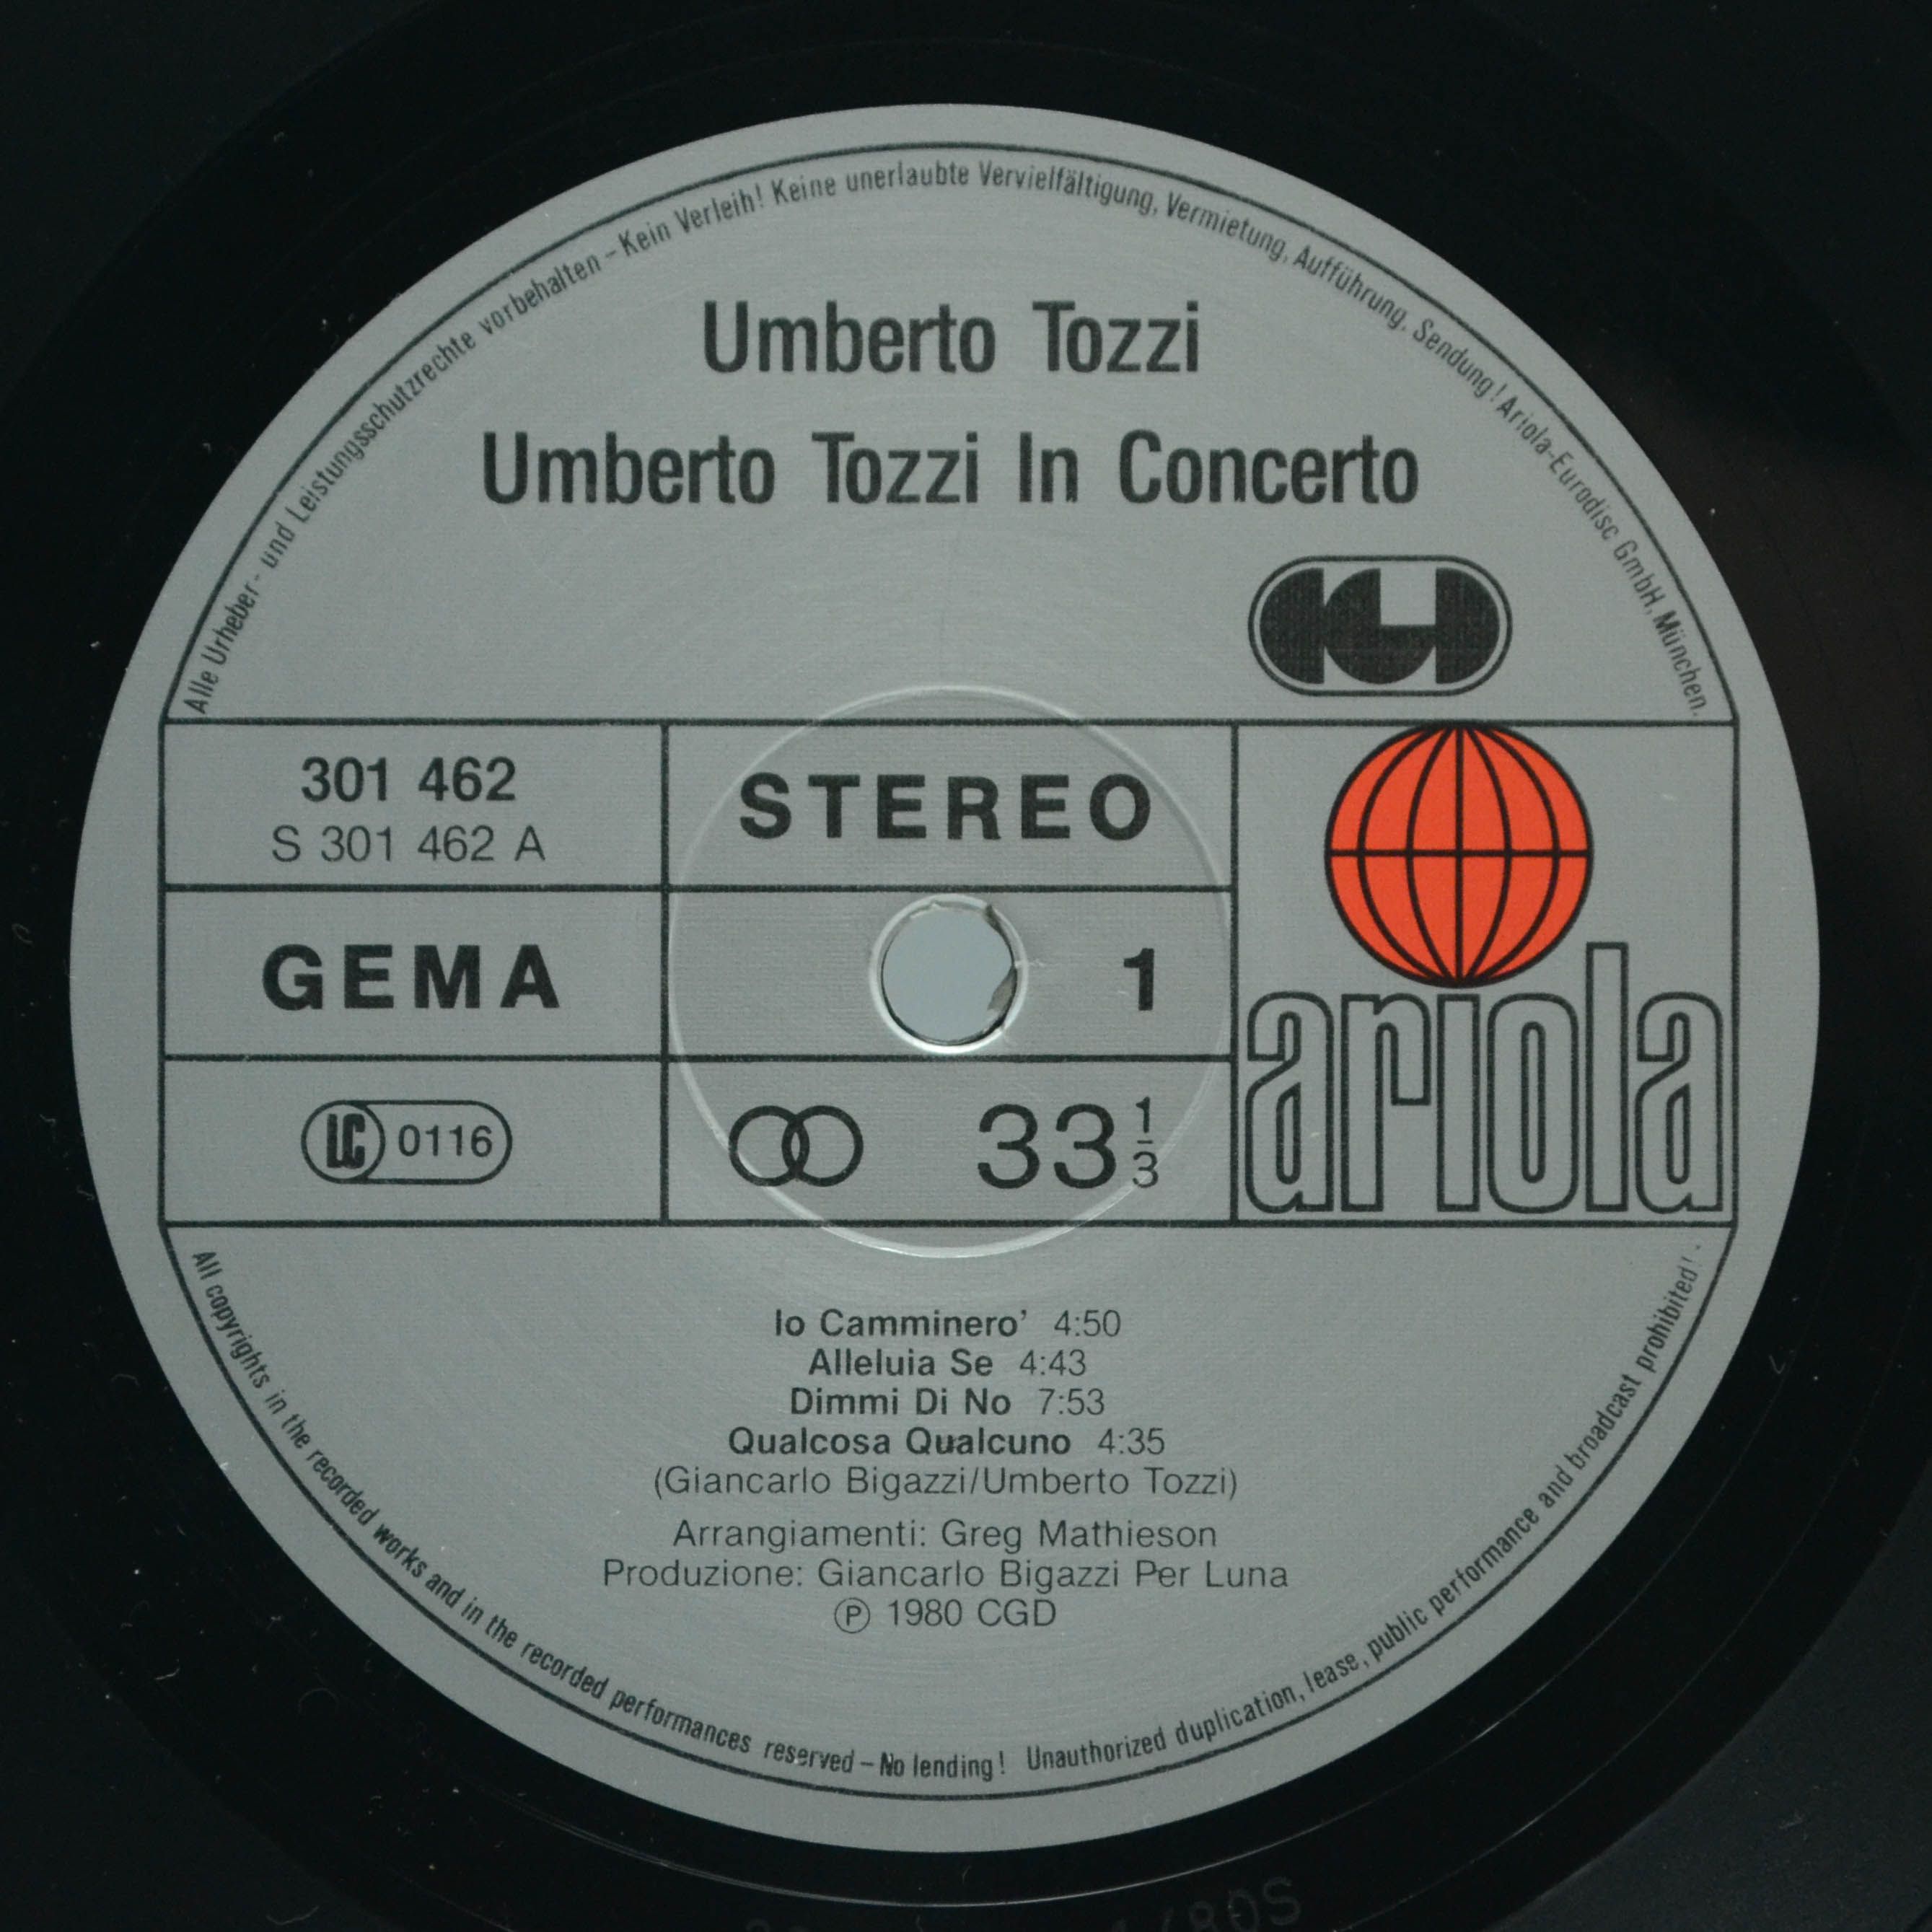 Alle Urheber- und Leistungsschutzrechte vorbehalten – Kein Verleih! Keine unerlaubte Vervielfältigung, Vermietung, Aufführung, Sendung! Ariola-Eurodisc GmbH, München.
Umberto Tozzi
Umberto Tozzi In Concerto
301 462
S 301 462 A
STEREO
GEMA
1
LC 0116
33 1/3
ariola
Io Camminero' 4:50
Alleluia Se 4:43
Dimmi Di No 7:53
Qualcosa Qualcuno 4:35
(Giancarlo Bigazzi/Umberto Tozzi)
Arrangiamenti: Greg Mathieson
Produzione: Giancarlo Bigazzi Per Luna
℗ 1980 CGD
All copyrights in the recorded works and in the recorded performances reserved – No lending! Unauthorized duplication, lease, public performance and broadcast prohibited!.